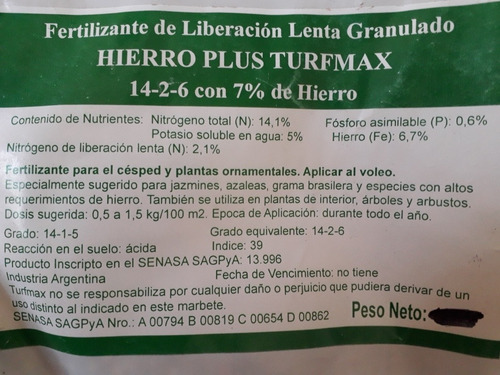 Fertilizante de Liberación Lenta Granulado
HIERRO PLUS TURFMAX
14-2-6 con 7% de Hierro
Contenido de Nutrientes: Nitrógeno total (N): 14,1% Fósforo asimilable (P): 0,6%
Potasio soluble en agua: 5% Hierro (Fe): 6,7%
Nitrógeno de liberación lenta (N): 2,1%
Fertilizante para el césped y plantas ornamentales. Aplicar al voleo.
Especialmente sugerido para jazmines, azaleas, grama brasilera y especies con altos
requerimientos de hierro. También se utiliza en plantas de interior, árboles y arbustos.
Dosis sugerida: 0,5 a 1,5 kg/100 m2. Epoca de Aplicación: durante todo el año.
Grado: 14-1-5 Grado equivalente: 14-2-6
Reacción en el suelo: ácida Indice: 39
Producto Inscripto en el SENASA SAGPyA: 13.996
Industria Argentina Fecha de Vencimiento: no tiene
Turfmax no se responsabiliza por cualquier daño o perjuicio que pudiera derivar de un
uso distinto al indicado en este marbete.
SENASA SAGPyA Nro.: A 00794 B 00819 C 00654 D 00862 Peso Neto: